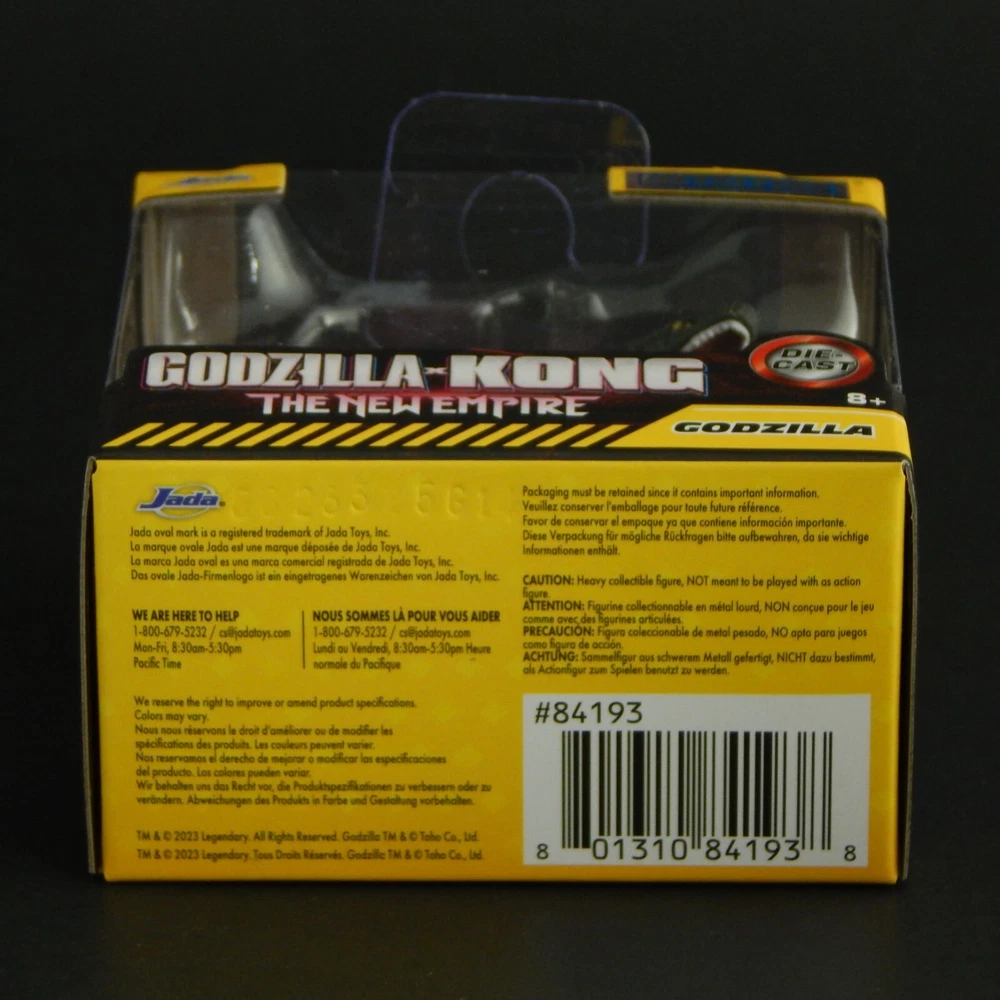 GODZILLA × KONG
THE NEW EMPIRE
DIE-
CAST
8+
GODZILLA
Jada
Jada oval mark is a registered trademark of Jada Toys, Inc.
La marque ovale Jada est une marque déposée de Jada Toys, Inc.
La marca Jada oval es una marca comercial registrada de Jada Toys, Inc.
Das ovale Jada-Firmenlogo ist ein eingetragenes Warenzeichen von Jada Toys, Inc.
WE ARE HERE TO HELP
1-800-679-5232 / cs@jadatoys.com
Mon-Fri, 8:30am-5:30pm
Pacific Time
NOUS SOMMES LÀ POUR VOUS AIDER
1-800-679-5232 / cs@jadatoys.com
Lundi au Vendredi, 8:30am-5:30pm Heure
normale du Pacifique
We reserve the right to improve or amend product specifications.
Colors may vary.
Nous nous réservons le droit d'améliorer ou de modifier les
spécifications des produits. Les couleurs peuvent varier.
Nos reservamos el derecho de mejorar o modificar las especificaciones
del producto. Los colores pueden variar.
Wir behalten uns das Recht vor, die Produktspezifikationen zu verbessern oder zu
verändern. Abweichungen des Produkts in Farbe und Gestaltung vorbehalten.
TM & © 2023 Legendary. All Rights Reserved. Godzilla TM & © Toho Co., Ltd.
TM & © 2023 Legendary. Tous Droits Réservés. Godzilla TM & © Toho Co., Ltd.
Packaging must be retained since it contains important information.
Veuillez conserver l'emballage pour toute future référence.
Favor de conservar el empaque ya que contiene información importante.
Diese Verpackung für mögliche Rückfragen bitte aufbewahren, da sie wichtige
Informationen enthält.
CAUTION: Heavy collectible figure, NOT meant to be played with as action
figure.
ATTENTION: Figurine collectionnable en métal lourd, NON conçue pour le jeu
comme avec des figurines articulées.
PRECAUCIÓN: Figura coleccionable de metal pesado, NO apta para juegos
como figura de acción.
ACHTUNG: Sammelfigur aus schwerem Metall gefertigt, NICHT dazu bestimmt,
als Actionfigur zum Spielen benutzt zu werden.
#84193
8 01310 84193 8